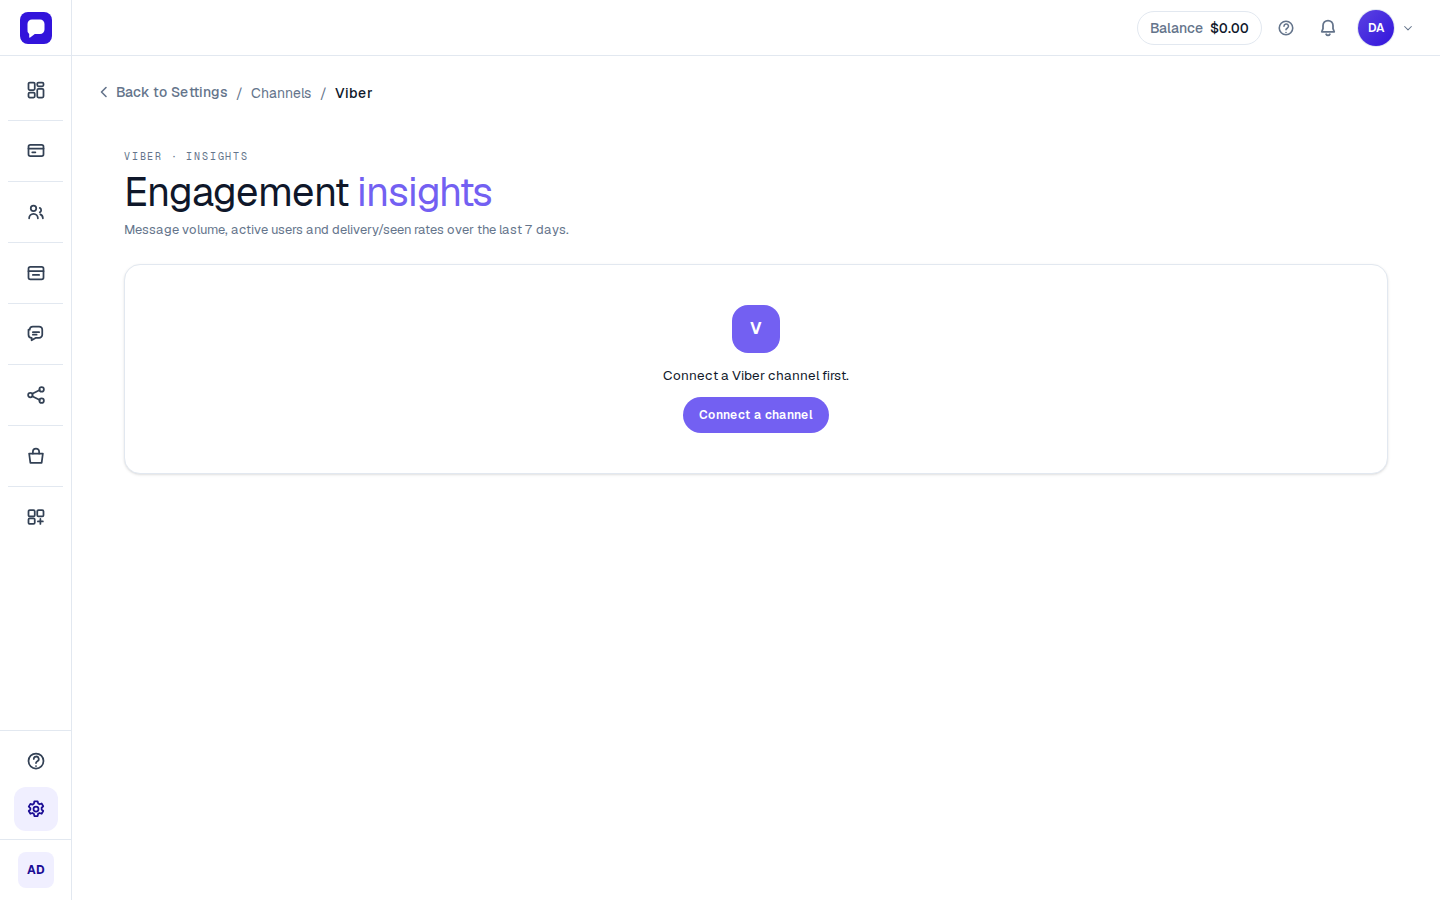 Balance $0.00
DA
Back to Settings / Channels / Viber
VIBER · INSIGHTS
Engagement insights
Message volume, active users and delivery/seen rates over the last 7 days.
V
Connect a Viber channel first.
Connect a channel
AD